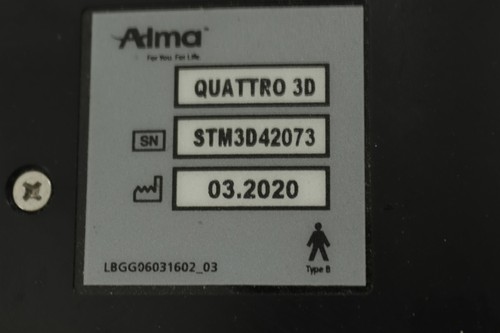 Alma
For You. For Life.
QUATTRO 3D
SN STM3D42073
03.2020
LBGG06031602_03
Type B